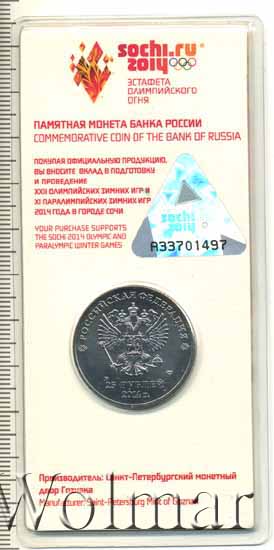 sochi.ru
2014
ЭСТАФЕТА
ОЛИМПИЙСКОГО
ОГНЯ
ПАМЯТНАЯ МОНЕТА БАНКА РОССИИ
COMMEMORATIVE COIN OF THE BANK OF RUSSIA
ПОКУПАЯ ОФИЦИАЛЬНУЮ ПРОДУКЦИЮ,
ВЫ ВНОСИТЕ ВКЛАД В ПОДГОТОВКУ
И ПРОВЕДЕНИЕ
XXII ОЛИМПИЙСКИХ ЗИМНИХ ИГР И
XI ПАРАЛИМПИЙСКИХ ЗИМНИХ ИГР
2014 ГОДА В ГОРОДЕ СОЧИ
YOUR PURCHASE SUPPORTS
THE SOCHI 2014 OLYMPIC AND
PARALYMPIC WINTER GAMES
sochi
2014
A33701497
РОССИЙСКАЯ ФЕДЕРАЦИЯ
25 РУБЛЕЙ
2014 г.
Производитель: Санкт-Петербургский монетный
двор Гознака
Manufacturer: Saint-Petersburg Mint of Goznak
Wolmar